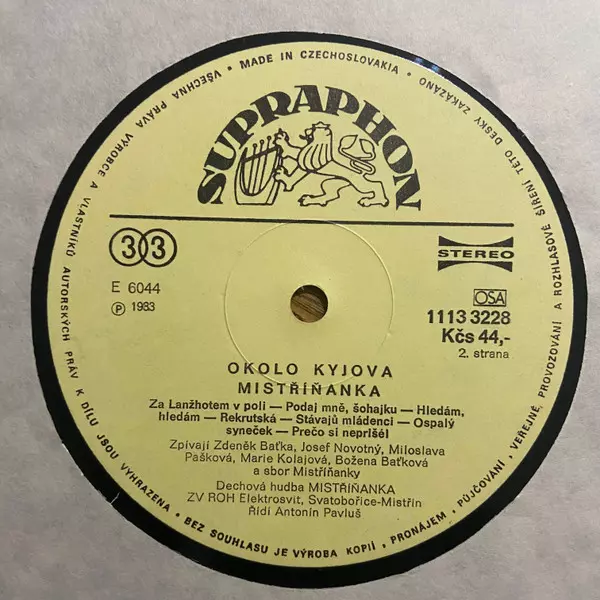 VŠECHNA PRÁVA VÝROBCE A VLASTNÍKŮ AUTORSKÝCH PRÁV K DÍLU JSOU VYHRAZENA • BEZ SOUHLASU JE VÝROBA KOPIÍ, PRONÁJEM, PŮJČOVÁNÍ, VEŘEJNÉ PROVOZOVÁNÍ A ROZHLASOVÉ ŠÍŘENÍ TÉTO DESKY ZAKÁZÁNO • MADE IN CZECHOSLOVAKIA •
SUPRAPHON
33
STEREO
E 6044
Ⓟ 1983
OSA
1113 3228
Kčs 44,-
2. strana
OKOLO KYJOVA
MISTŘÍŇANKA
Za Lanžhotem v poli — Podaj mně, šohajku — Hledám,
hledám — Rekrutská — Stávajů mládenci — Ospalý
syneček — Prečo si neprišél
Zpívají Zdeněk Baťka, Josef Novotný, Miloslava
Pašková, Marie Kolajová, Božena Baťková
a sbor Mistříňanky
Dechová hudba MISTŘÍŇANKA
ZV ROH Elektrosvit, Svatobořice-Mistřín
Řídí Antonín Pavluš